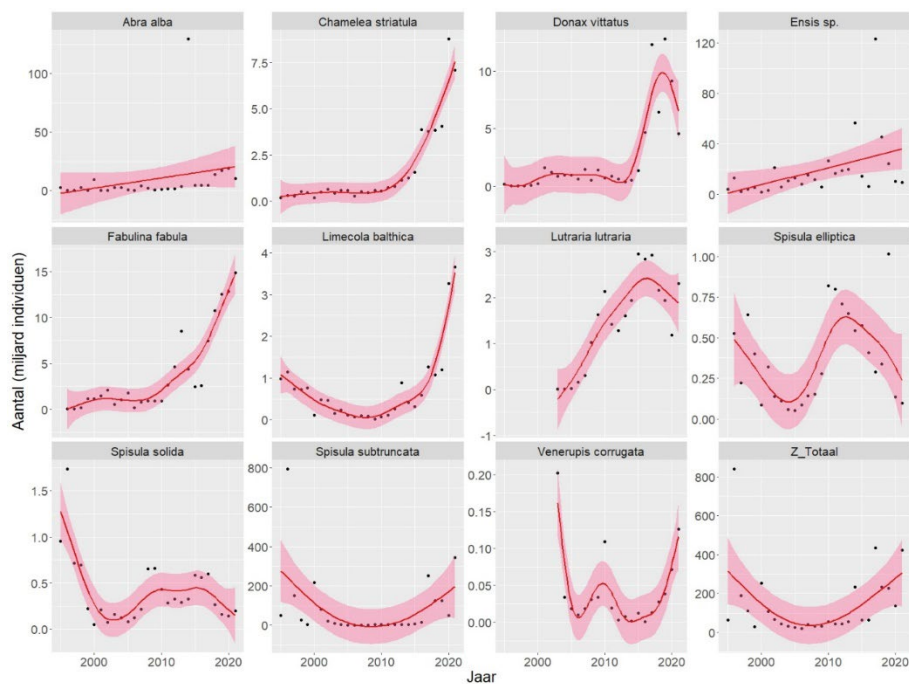 Abra alba
Chamelea striatula
Donax vittatus
Ensis sp.
100
50
0
7.5
5.0
2.5
0.0
10
5
0
120
80
40
0
Fabulina fabula
Limecola balthica
Lutraria lutraria
Spisula elliptica
15
10
5
0
4
3
2
1
0
3
2
1
0
-1
1.00
0.75
0.50
0.25
0.00
Spisula solida
Spisula subtruncata
Venerupis corrugata
Z_Totaal
1.5
1.0
0.5
0.0
800
600
400
200
0
0.20
0.15
0.10
0.05
0.00
800
600
400
200
0
2000 2010 2020
2000 2010 2020
2000 2010 2020
2000 2010 2020
Jaar
Aantal (miljard individuen)